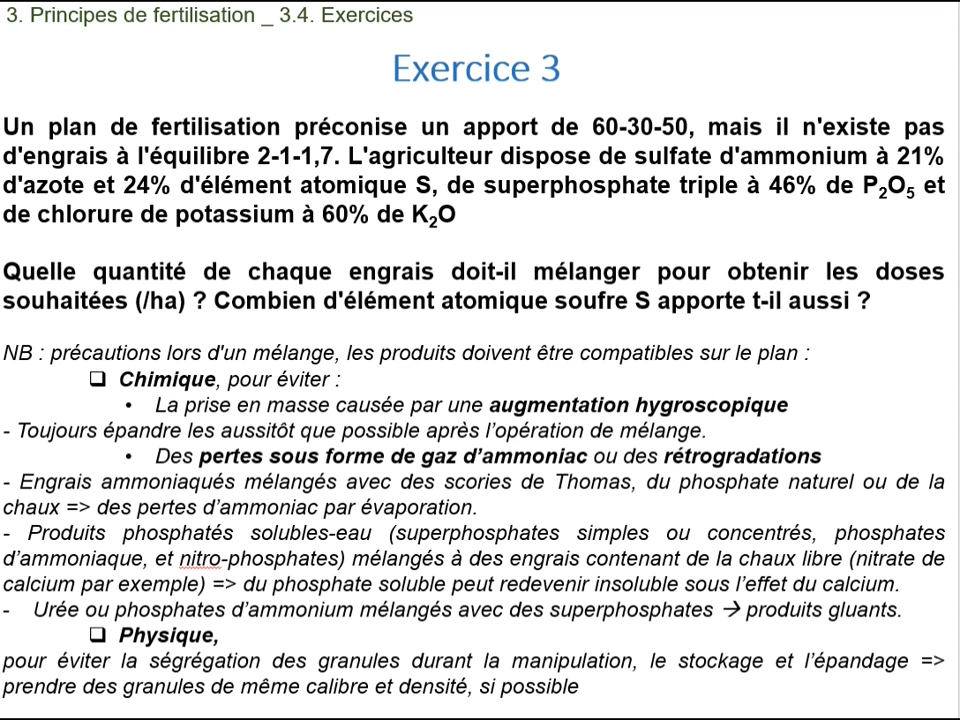 3. Principes de fertilisation _ 3.4. Exercices
Exercice 3
Un plan de fertilisation préconise un apport de 60-30-50, mais il n'existe pas
d'engrais à l'équilibre 2-1-1,7. L'agriculteur dispose de sulfate d'ammonium à 21%
d'azote et 24% d'élément atomique S, de superphosphate triple à 46% de P₂O₅ et
de chlorure de potassium à 60% de K₂O
Quelle quantité de chaque engrais doit-il mélanger pour obtenir les doses
souhaitées (/ha) ? Combien d'élément atomique soufre S apporte t-il aussi ?
NB : précautions lors d'un mélange, les produits doivent être compatibles sur le plan :
❑ Chimique, pour éviter :
• La prise en masse causée par une augmentation hygroscopique
- Toujours épandre les aussitôt que possible après l’opération de mélange.
• Des pertes sous forme de gaz d’ammoniac ou des rétrogradations
- Engrais ammoniaqués mélangés avec des scories de Thomas, du phosphate naturel ou de la
chaux => des pertes d’ammoniac par évaporation.
- Produits phosphatés solubles-eau (superphosphates simples ou concentrés, phosphates
d’ammoniaque, et nitro-phosphates) mélangés à des engrais contenant de la chaux libre (nitrate de
calcium par exemple) => du phosphate soluble peut redevenir insoluble sous l’effet du calcium.
- Urée ou phosphates d’ammonium mélangés avec des superphosphates → produits gluants.
❑ Physique,
pour éviter la ségrégation des granules durant la manipulation, le stockage et l’épandage =>
prendre des granules de même calibre et densité, si possible